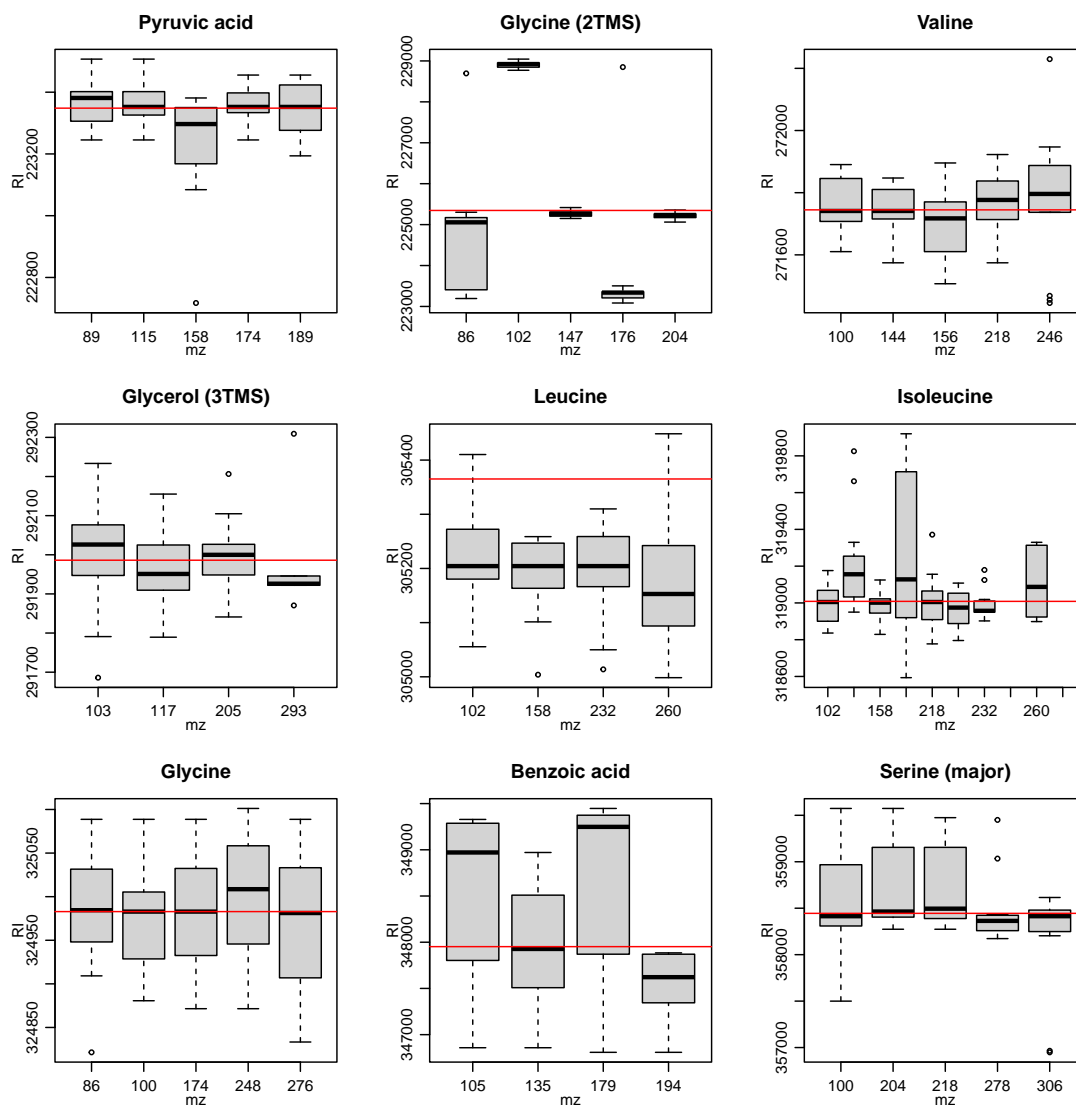 Pyruvic acid
RI
222800 223200
89 115 158 174 189
mz
Glycine (2TMS)
RI
223000 225000 227000 229000
86 102 147 176 204
mz
Valine
RI
271600 272000
100 144 156 218 246
mz
Glycerol (3TMS)
RI
291700 291900 292100 292300
103 117 205 293
mz
Leucine
RI
305000 305200 305400
102 158 232 260
mz
Isoleucine
RI
318600 319000 319400 319800
102 158 218 232 260
mz
Glycine
RI
324850 324950 325050
86 100 174 248 276
mz
Benzoic acid
RI
347000 348000 349000
105 135 179 194
mz
Serine (major)
RI
357000 358000 359000
100 204 218 278 306
mz